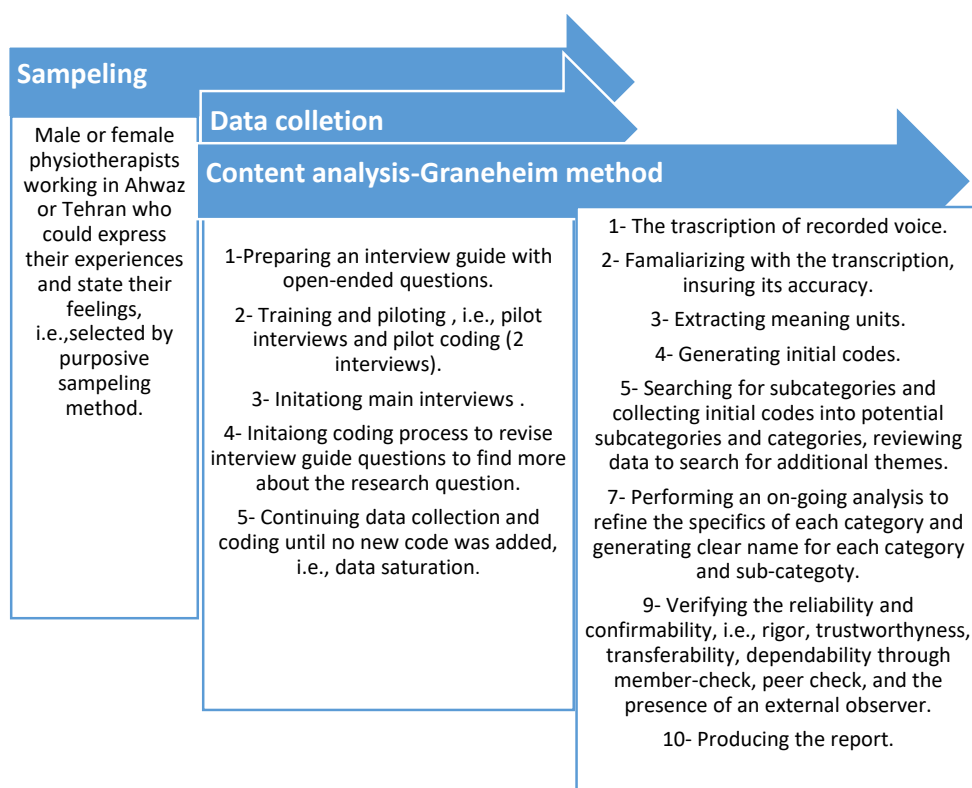 Sampeling
Male or female
physiotherapists
working in Ahwaz
or Tehran who
could express
their experiences
and state their
feelings,
i.e.,selected by
purposive
sampeling
method.
Data colletion
1-Preparing an interview guide with
open-ended questions.
2- Training and piloting , i.e., pilot
interviews and pilot coding (2
interviews).
3- Initationg main interviews .
4- Initaiong coding process to revise
interview guide questions to find more
about the research question.
5- Continuing data collection and
coding until no new code was added,
i.e., data saturation.
Content analysis-Graneheim method
1- The trascription of recorded voice.
2- Famaliarizing with the transcription,
insuring its accuracy.
3- Extracting meaning units.
4- Generating initial codes.
5- Searching for subcategories and
collecting initial codes into potential
subcategories and categories, reviewing
data to search for additional themes.
7- Performing an on-going analysis to
refine the specifics of each category and
generating clear name for each category
and sub-categoty.
9- Verifying the reliability and
confirmability, i.e., rigor, trustworthyness,
transferability, dependability through
member-check, peer check, and the
presence of an external observer.
10- Producing the report.